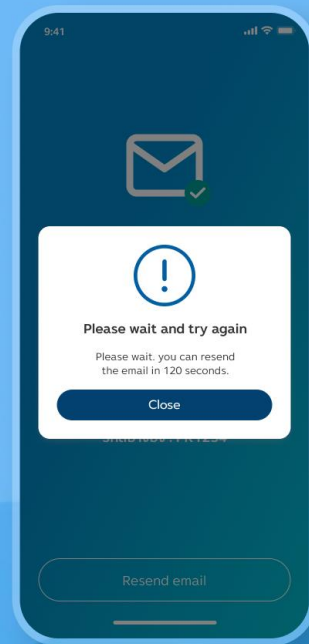 9:41
Please wait and try again
Please wait. you can resend
the email in 120 seconds.
Close
Resend email